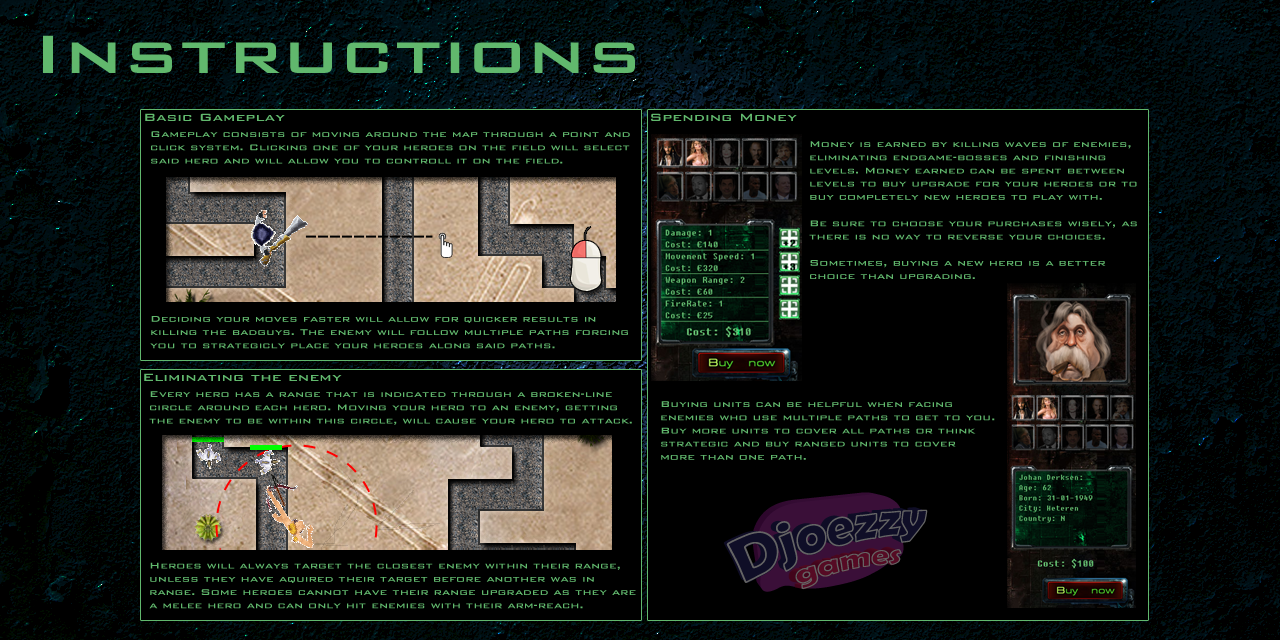 Instructions
Basic Gameplay
Gameplay consists of moving around the map through a point and
click system. Clicking one of your heroes on the field will select
said hero and will allow you to controll it on the field.
Deciding your moves faster will allow for quicker results in
killing the badguys. The enemy will follow multiple paths forcing
you to strategicly place your heroes along said paths.
Eliminating the enemy
Every hero has a range that is indicated through a broken-line
circle around each hero. Moving your hero to an enemy, getting
the enemy to be within this circle, will cause your hero to attack.
Heroes will always target the closest enemy within their range,
unless they have aquired their target before another was in
range. Some heroes cannot have their range upgraded as they are
a melee hero and can only hit enemies with their arm-reach.
Spending Money
Money is earned by killing waves of enemies,
eliminating endgame-bosses and finishing
levels. Money earned can be spent between
levels to buy upgrade for your heroes or to
buy completely new heroes to play with.
Be sure to choose your purchases wisely, as
there is no way to reverse your choices.
Sometimes, buying a new hero is a better
choice than upgrading.
Damage: 1
Cost: €140
Movement Speed: 1
Cost: €320
Weapon Range: 2
Cost: €60
FireRate: 1
Cost: €25
Cost: $310
Buy now
Buying units can be helpful when facing
enemies who use multiple paths to get to you.
Buy more units to cover all paths or think
strategic and buy ranged units to cover
more than one path.
Johan Derksen:
Age: 62
Born: 31-01-1949
City: Heteren
Country: N
Cost: $100
Buy now
Djoezzy
games